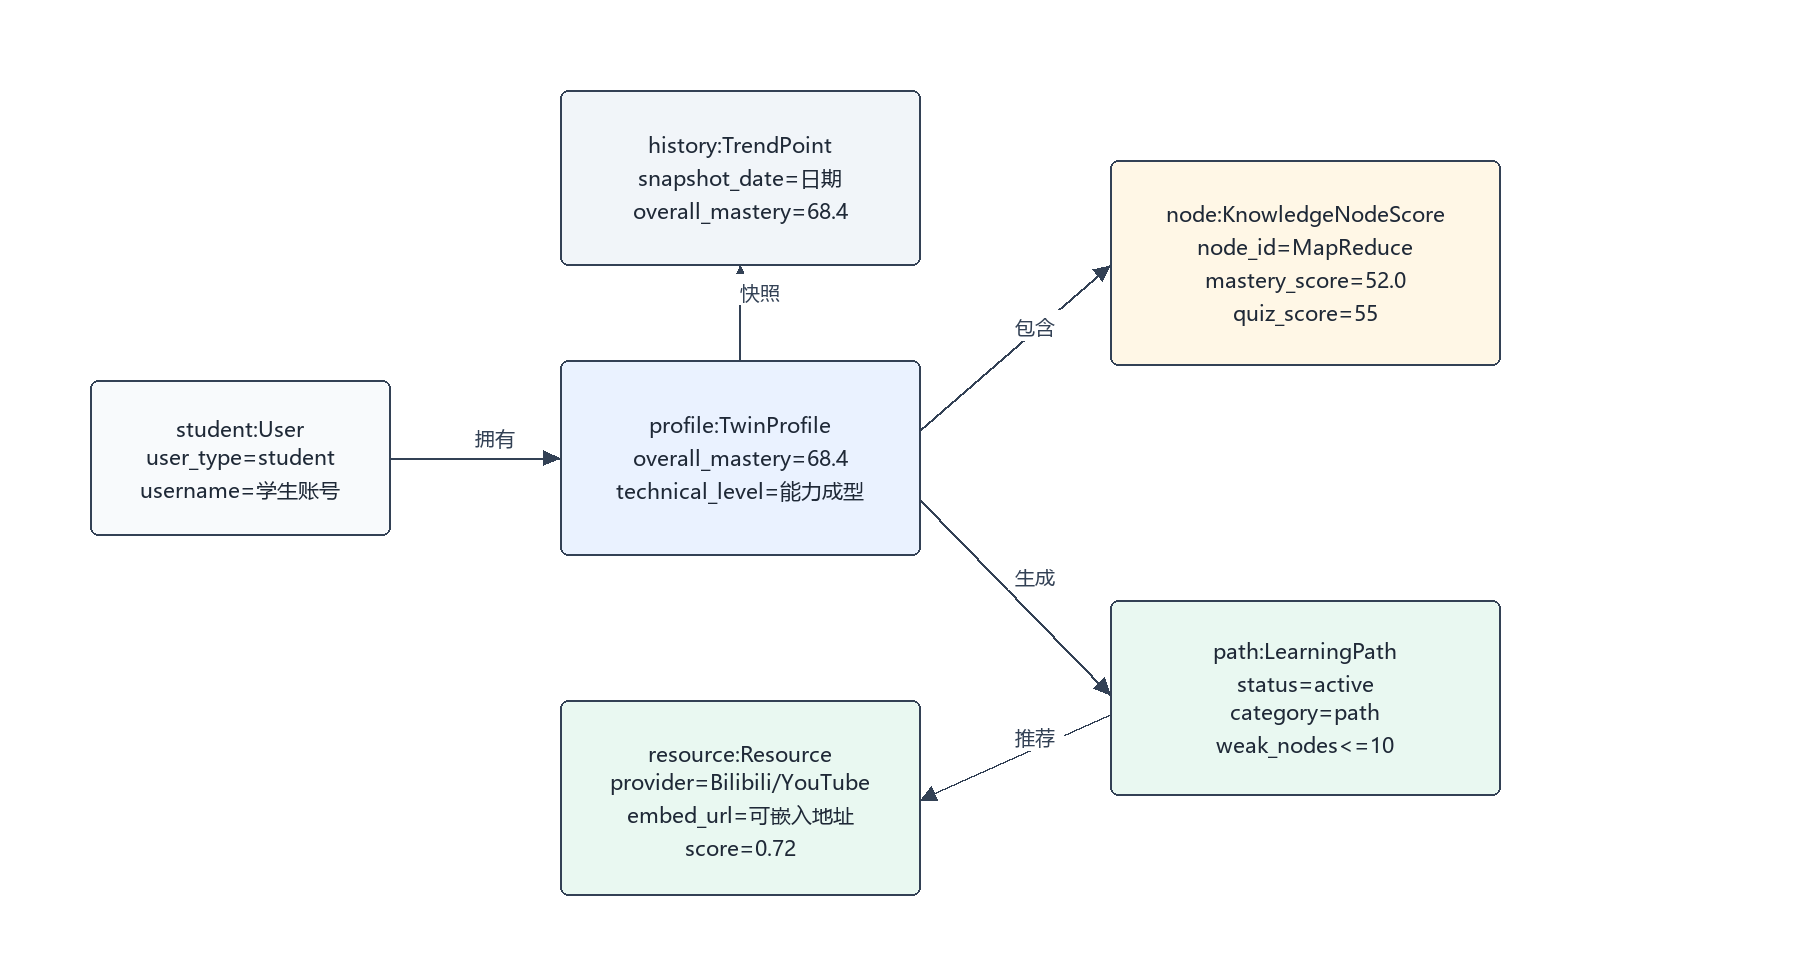 history:TrendPoint
snapshot_date=日期
overall_mastery=68.4
快照
node:KnowledgeNodeScore
node_id=MapReduce
mastery_score=52.0
quiz_score=55
包含
student:User
user_type=student
username=学生账号
拥有
profile:TwinProfile
overall_mastery=68.4
technical_level=能力成型
生成
path:LearningPath
status=active
category=path
weak_nodes<=10
推荐
resource:Resource
provider=Bilibili/YouTube
embed_url=可嵌入地址
score=0.72